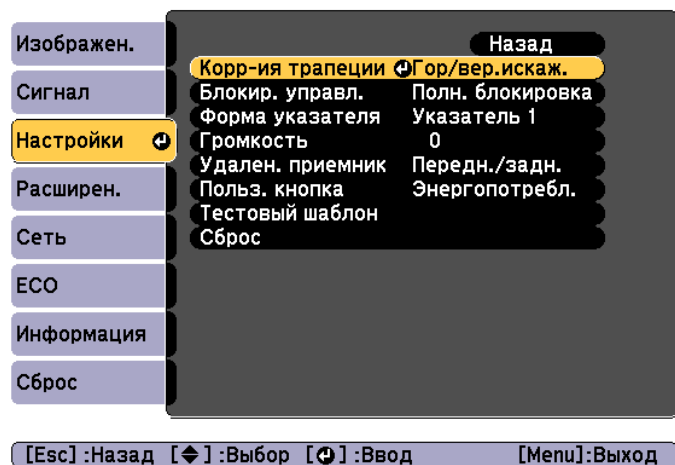 Изображен.
Сигнал
Настройки
Расширен.
Сеть
ECO
Информация
Сброс
Назад
Корр-ия трапеции Гор/вер.искаж.
Блокир. управл. Полн. блокировка
Форма указателя Указатель 1
Громкость 0
Удален. приемник Передн./задн.
Польз. кнопка Энергопотребл.
Тестовый шаблон
Сброс
[Esc] :Назад [◆] :Выбор [↵] :Ввод [Menu]:Выход